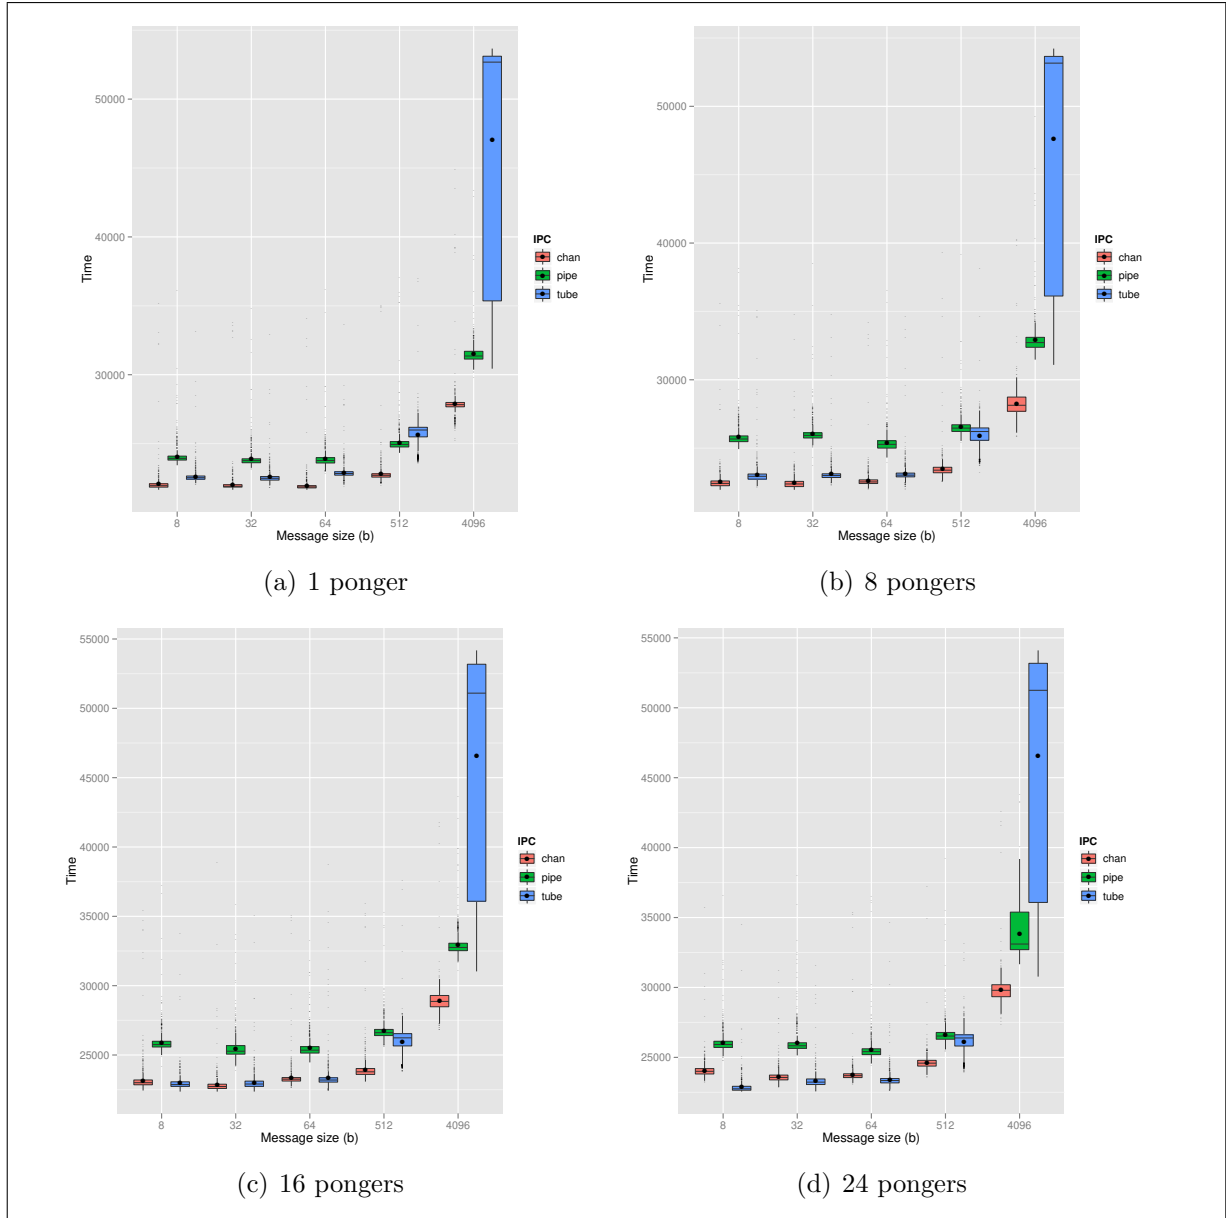 50000
40000
30000
Time
8
32
64
512
4096
Message size (b)
IPC
chan
pipe
tube
(a) 1 ponger
50000
40000
30000
Time
8
32
64
512
4096
Message size (b)
IPC
chan
pipe
tube
(b) 8 pongers
55000
50000
45000
40000
35000
30000
25000
Time
8
32
64
512
4096
Message size (b)
IPC
chan
pipe
tube
(c) 16 pongers
55000
50000
45000
40000
35000
30000
25000
Time
8
32
64
512
4096
Message size (b)
IPC
chan
pipe
tube
(d) 24 pongers